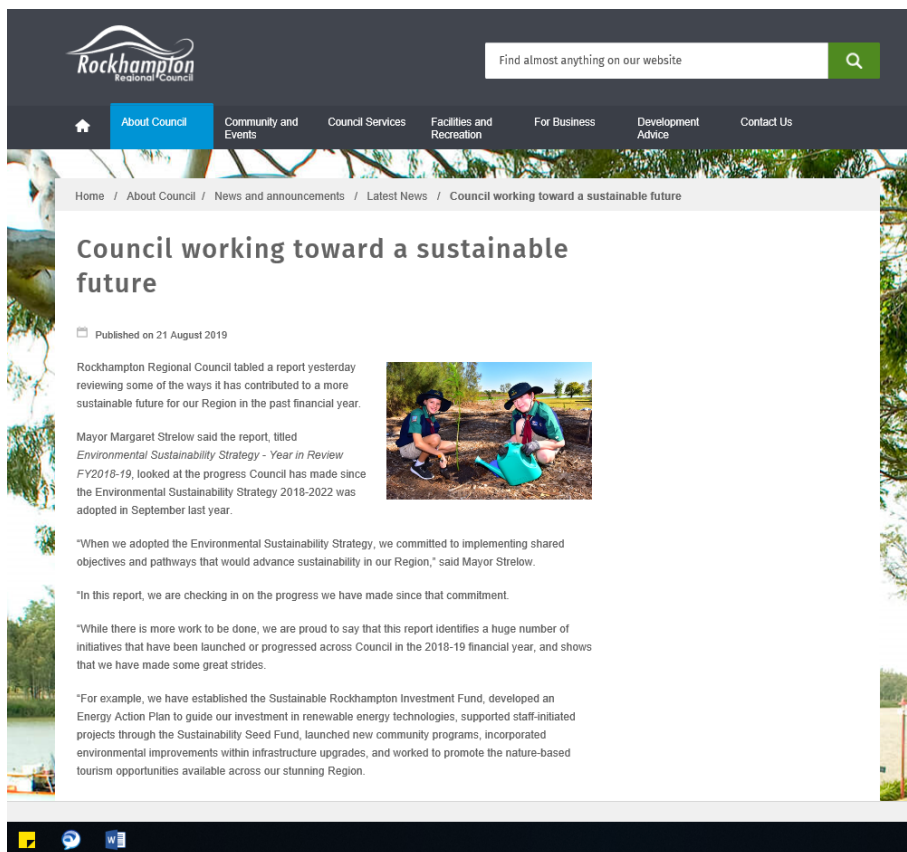 Rockhampton
Regional Council
Find almost anything on our website
About Council
Community and
Events
Council Services
Facilities and
Recreation
For Business
Development
Advice
Contact Us
Home / About Council / News and announcements / Latest News / Council working toward a sustainable future
Council working toward a sustainable
future
Published on 21 August 2019
Rockhampton Regional Council tabled a report yesterday
reviewing some of the ways it has contributed to a more
sustainable future for our Region in the past financial year.
Mayor Margaret Strelow said the report, titled
Environmental Sustainability Strategy - Year in Review
FY2018-19, looked at the progress Council has made since
the Environmental Sustainability Strategy 2018-2022 was
adopted in September last year.
“When we adopted the Environmental Sustainability Strategy, we committed to implementing shared
objectives and pathways that would advance sustainability in our Region,” said Mayor Strelow.
“In this report, we are checking in on the progress we have made since that commitment.
“While there is more work to be done, we are proud to say that this report identifies a huge number of
initiatives that have been launched or progressed across Council in the 2018-19 financial year, and shows
that we have made some great strides.
“For example, we have established the Sustainable Rockhampton Investment Fund, developed an
Energy Action Plan to guide our investment in renewable energy technologies, supported staff-initiated
projects through the Sustainability Seed Fund, launched new community programs, incorporated
environmental improvements within infrastructure upgrades, and worked to promote the nature-based
tourism opportunities available across our stunning Region.
W